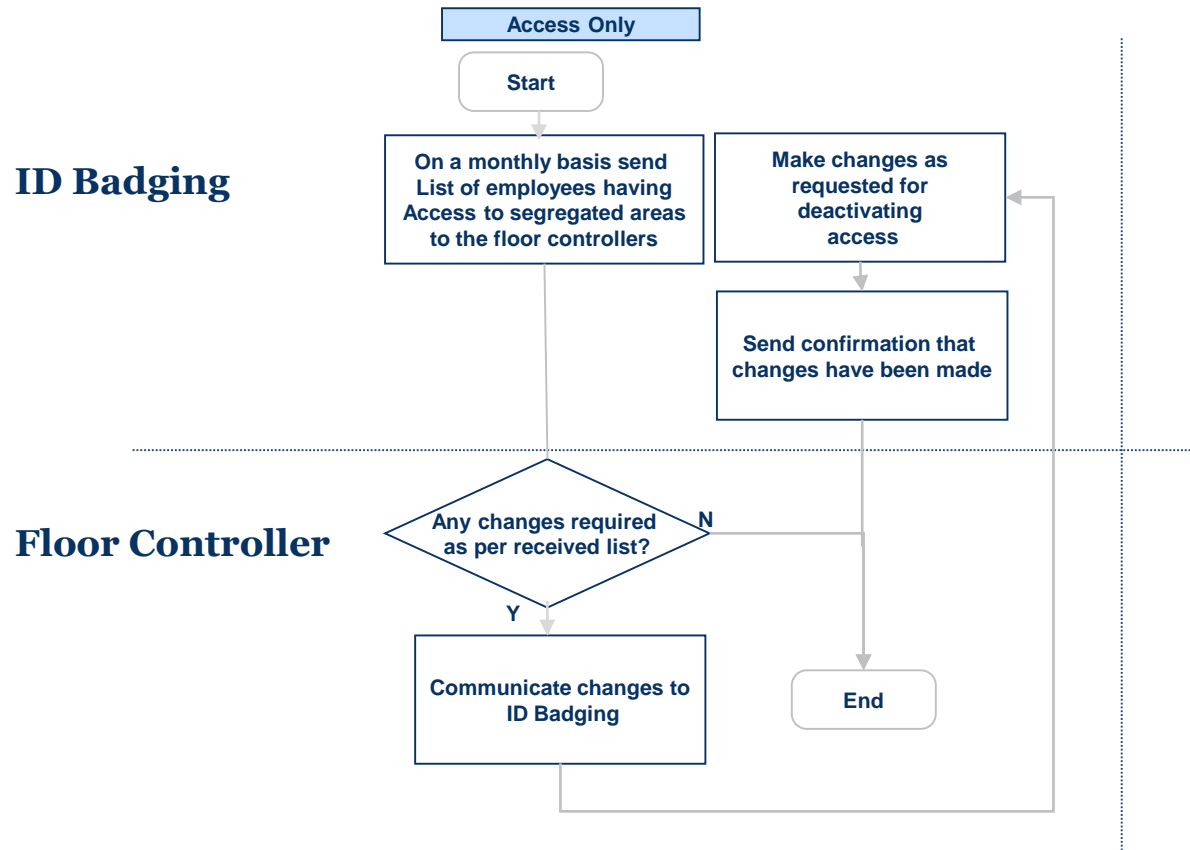 Access Only
Start
ID Badging
On a monthly basis send
List of employees having
Access to segregated areas
to the floor controllers
Make changes as
requested for
deactivating
access
Send confirmation that
changes have been made
Floor Controller
Any changes required
as per received list?
N
Y
Communicate changes to
ID Badging
End